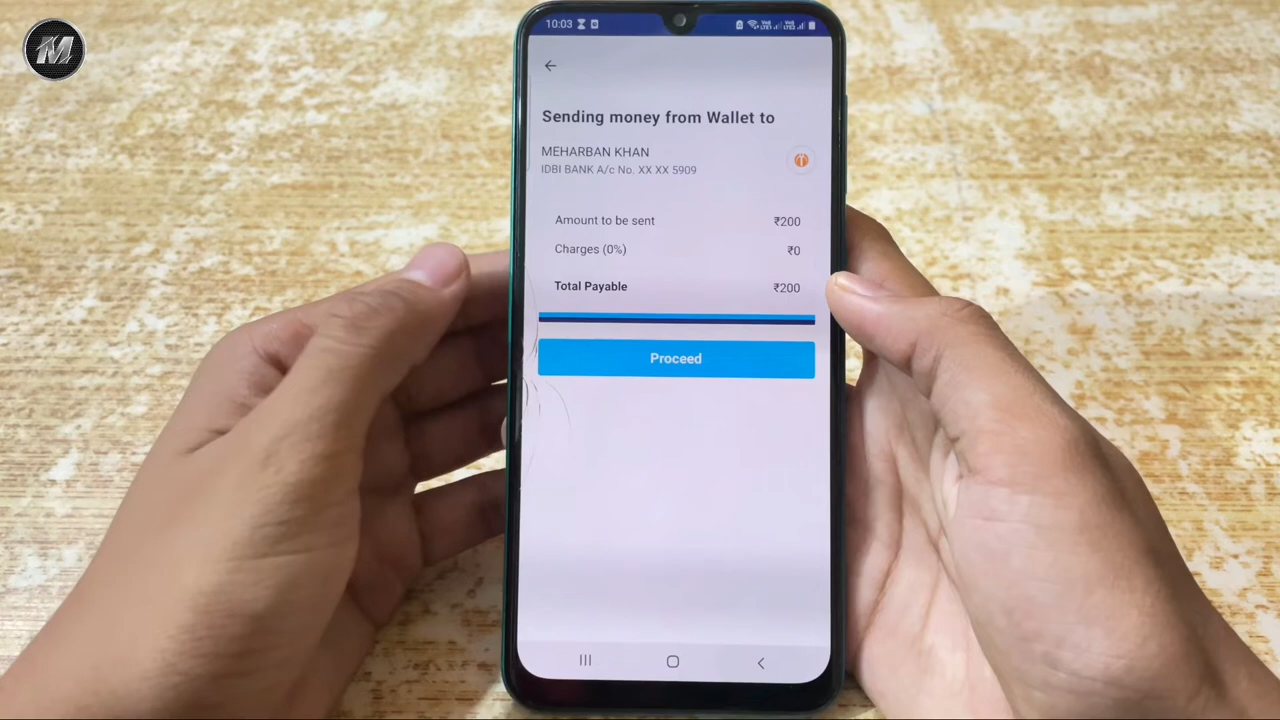 M
10:03
Sending money from Wallet to
MEHARBAN KHAN
IDBI BANK A/c No. XX XX 5909
Amount to be sent ₹200
Charges (0%) ₹0
Total Payable ₹200
Proceed